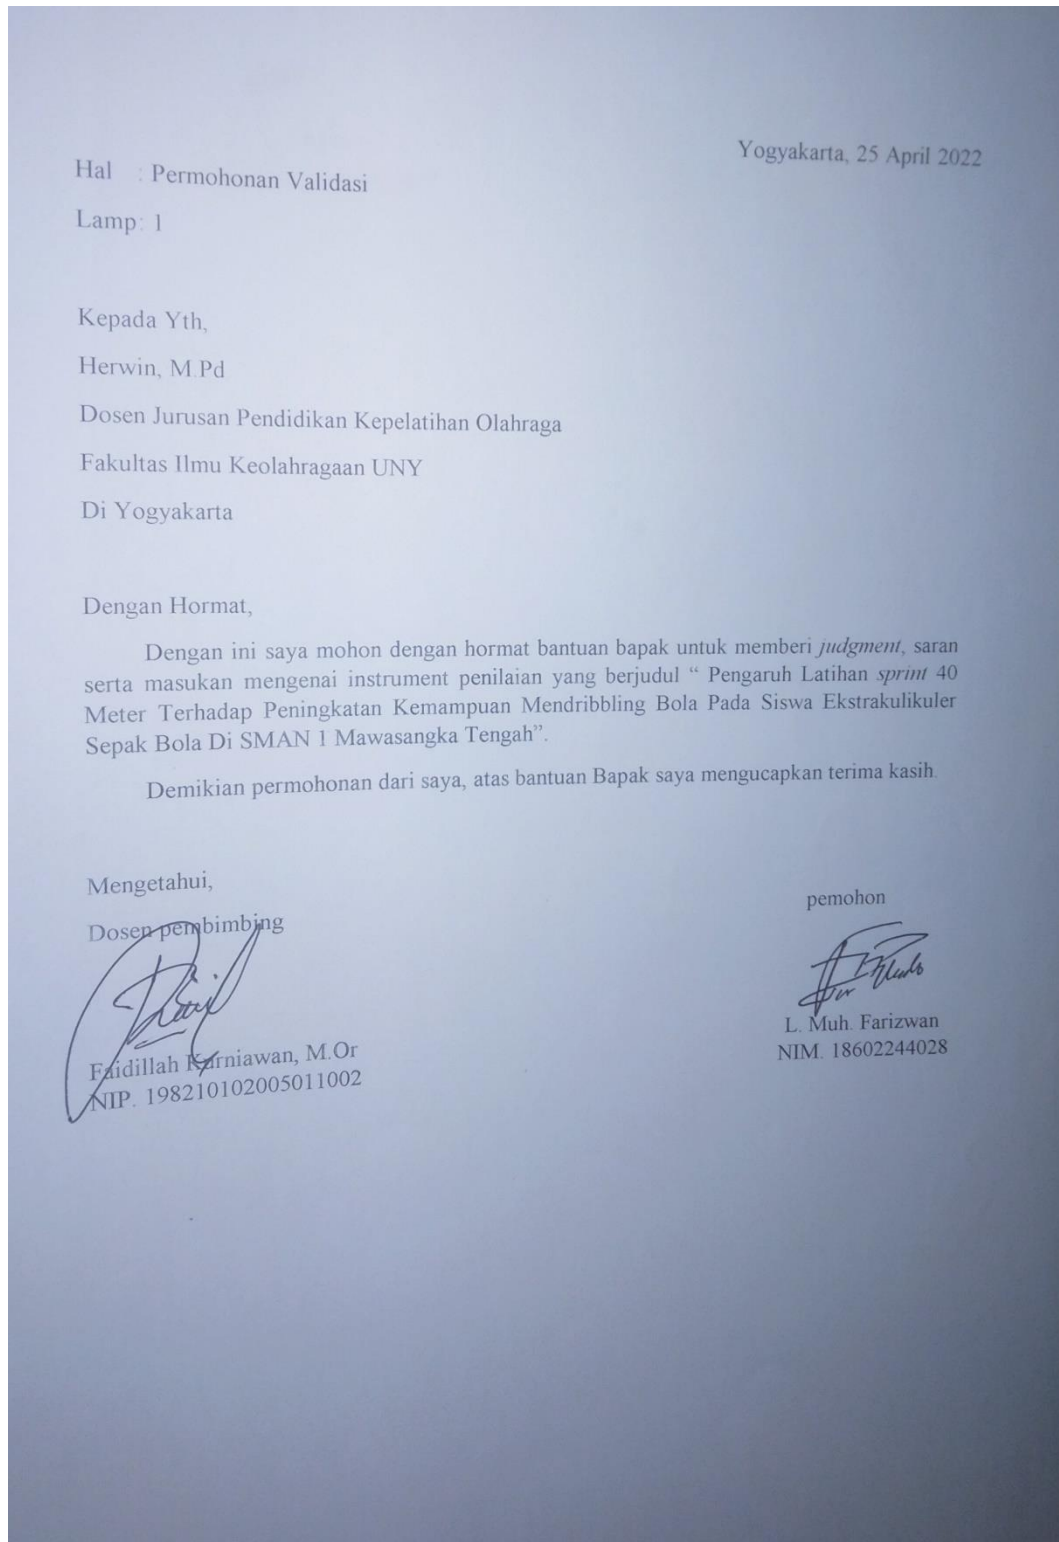 Yogyakarta, 25 April 2022
Hal : Permohonan Validasi
Lamp: 1
Kepada Yth,
Herwin, M.Pd
Dosen Jurusan Pendidikan Kepelatihan Olahraga
Fakultas Ilmu Keolahragaan UNY
Di Yogyakarta
Dengan Hormat,
Dengan ini saya mohon dengan hormat bantuan bapak untuk memberi judgment, saran
serta masukan mengenai instrument penilaian yang berjudul “ Pengaruh Latihan sprint 40
Meter Terhadap Peningkatan Kemampuan Mendribbling Bola Pada Siswa Ekstrakulikuler
Sepak Bola Di SMAN 1 Mawasangka Tengah”.
Demikian permohonan dari saya, atas bantuan Bapak saya mengucapkan terima kasih.
Mengetahui,
Dosen pembimbing
Faidillah Kurniawan, M.Or
NIP. 198210102005011002
pemohon
L. Muh. Farizwan
NIM. 18602244028